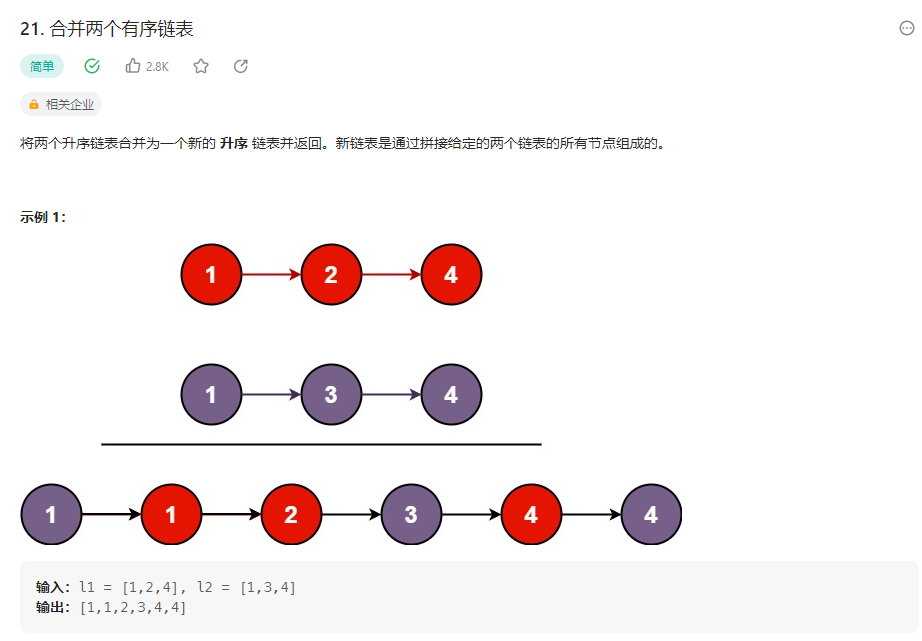 21. 合并两个有序链表
简单 2.8K
相关企业
将两个升序链表合并为一个新的 升序 链表并返回。新链表是通过拼接给定的两个链表的所有节点组成的。
示例 1：
1 2 4
1 3 4
1 1 2 3 4 4
输入：l1 = [1,2,4], l2 = [1,3,4]
输出：[1,1,2,3,4,4]